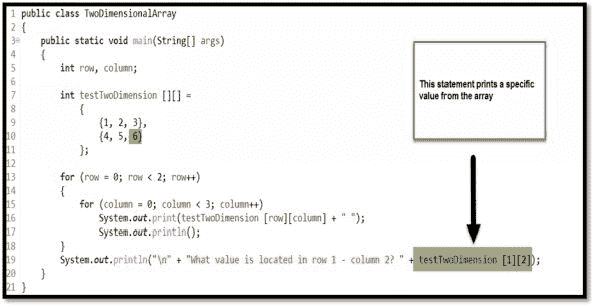 1 public class TwoDimensionalArray
2 {
3 public static void main(String[] args)
4 {
5 int row, column;
6
7 int testTwoDimension [][] =
8 {
9 {1, 2, 3},
10 {4, 5, 6}
11 };
12
13 for (row = 0; row < 2; row++)
14 {
15 for (column = 0; column < 3; column++)
16 System.out.print(testTwoDimension [row][column] + " ");
17 System.out.println();
18 }
19 System.out.println("\n" + "What value is located in row 1 - column 2? " + testTwoDimension [1][2]);
20 }
21 }
This statement prints a specific
value from the array